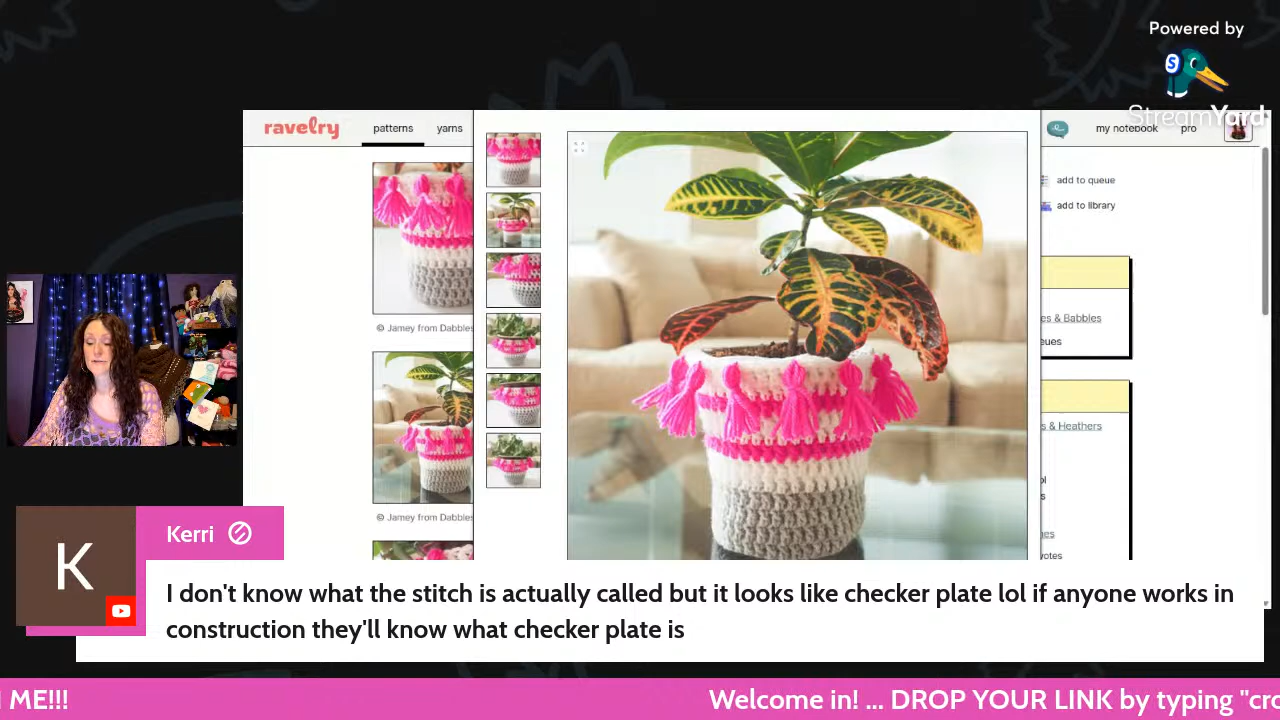 Powered by
StreamYard
ravelry
patterns
yarns
my notebook
pro
add to queue
add to library
© Jamey from Dabbles
es & Babbles
eues
s & Heathers
© Jamey from Dabbles
votes
Kerri
K
I don't know what the stitch is actually called but it looks like checker plate lol if anyone works in
construction they'll know what checker plate is
ME!!!
Welcome in! ... DROP YOUR LINK by typing "cro